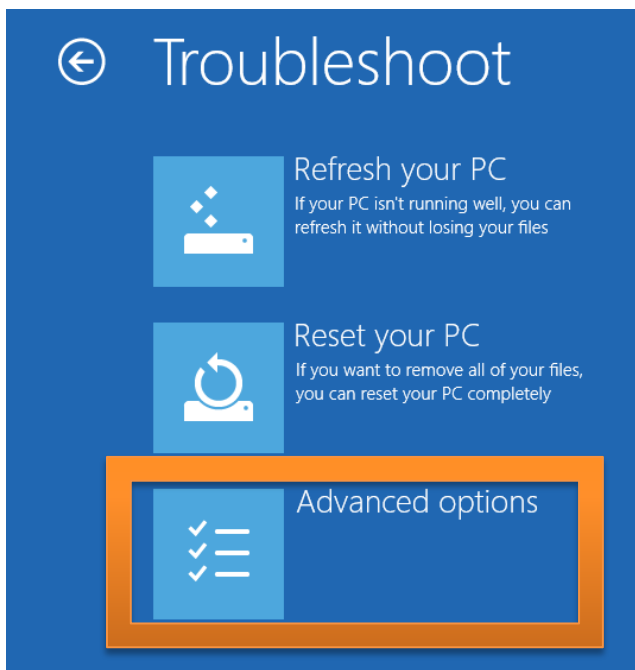 Troubleshoot
Refresh your PC
If your PC isn't running well, you can
refresh it without losing your files
Reset your PC
If you want to remove all of your files,
you can reset your PC completely
Advanced options